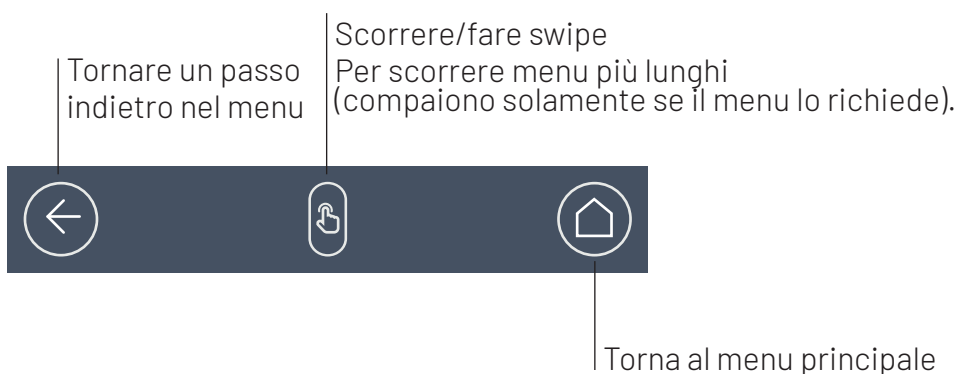 Scorrere/fare swipe
Per scorrere menu più lunghi
(compaiono solamente se il menu lo richiede).
Tornare un passo
indietro nel menu
Torna al menu principale